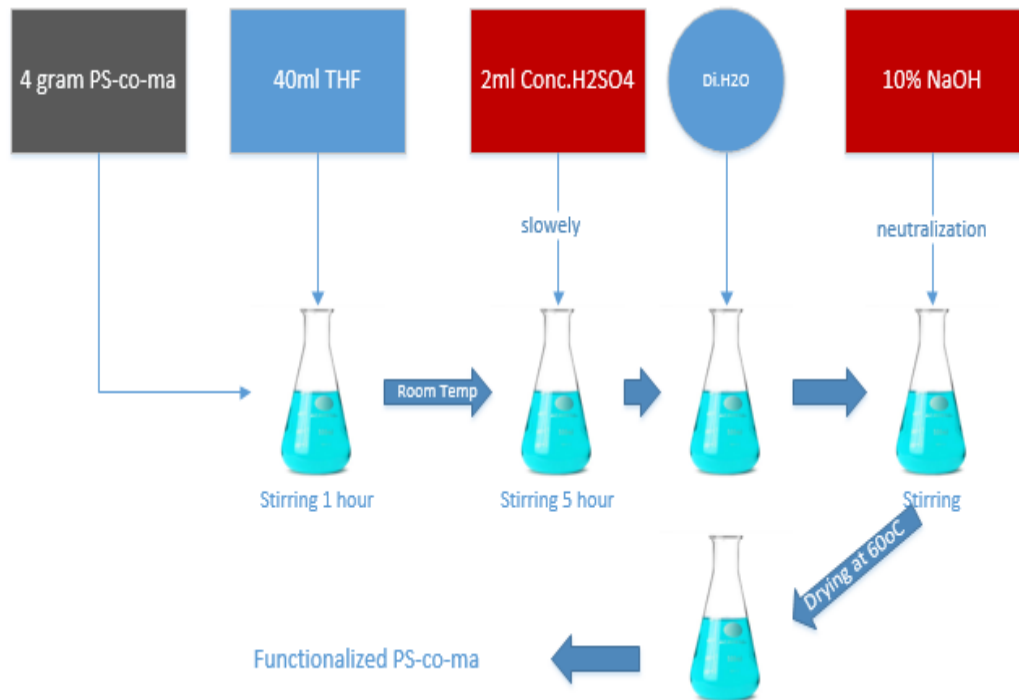 4 gram PS-co-ma
40ml THF
2ml Conc.H2SO4
Di.H2O
10% NaOH
slowely
neutralization
Room Temp
Stirring 1 hour
Stirring 5 hour
Stirring
Drying at 60oC
Functionalized PS-co-ma